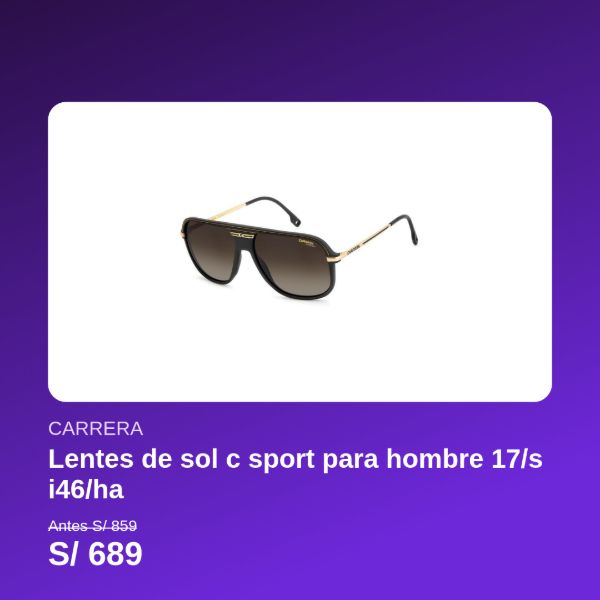 CARRERA
Lentes de sol c sport para hombre 17/s
i46/ha
Antes S/ 859
S/ 689